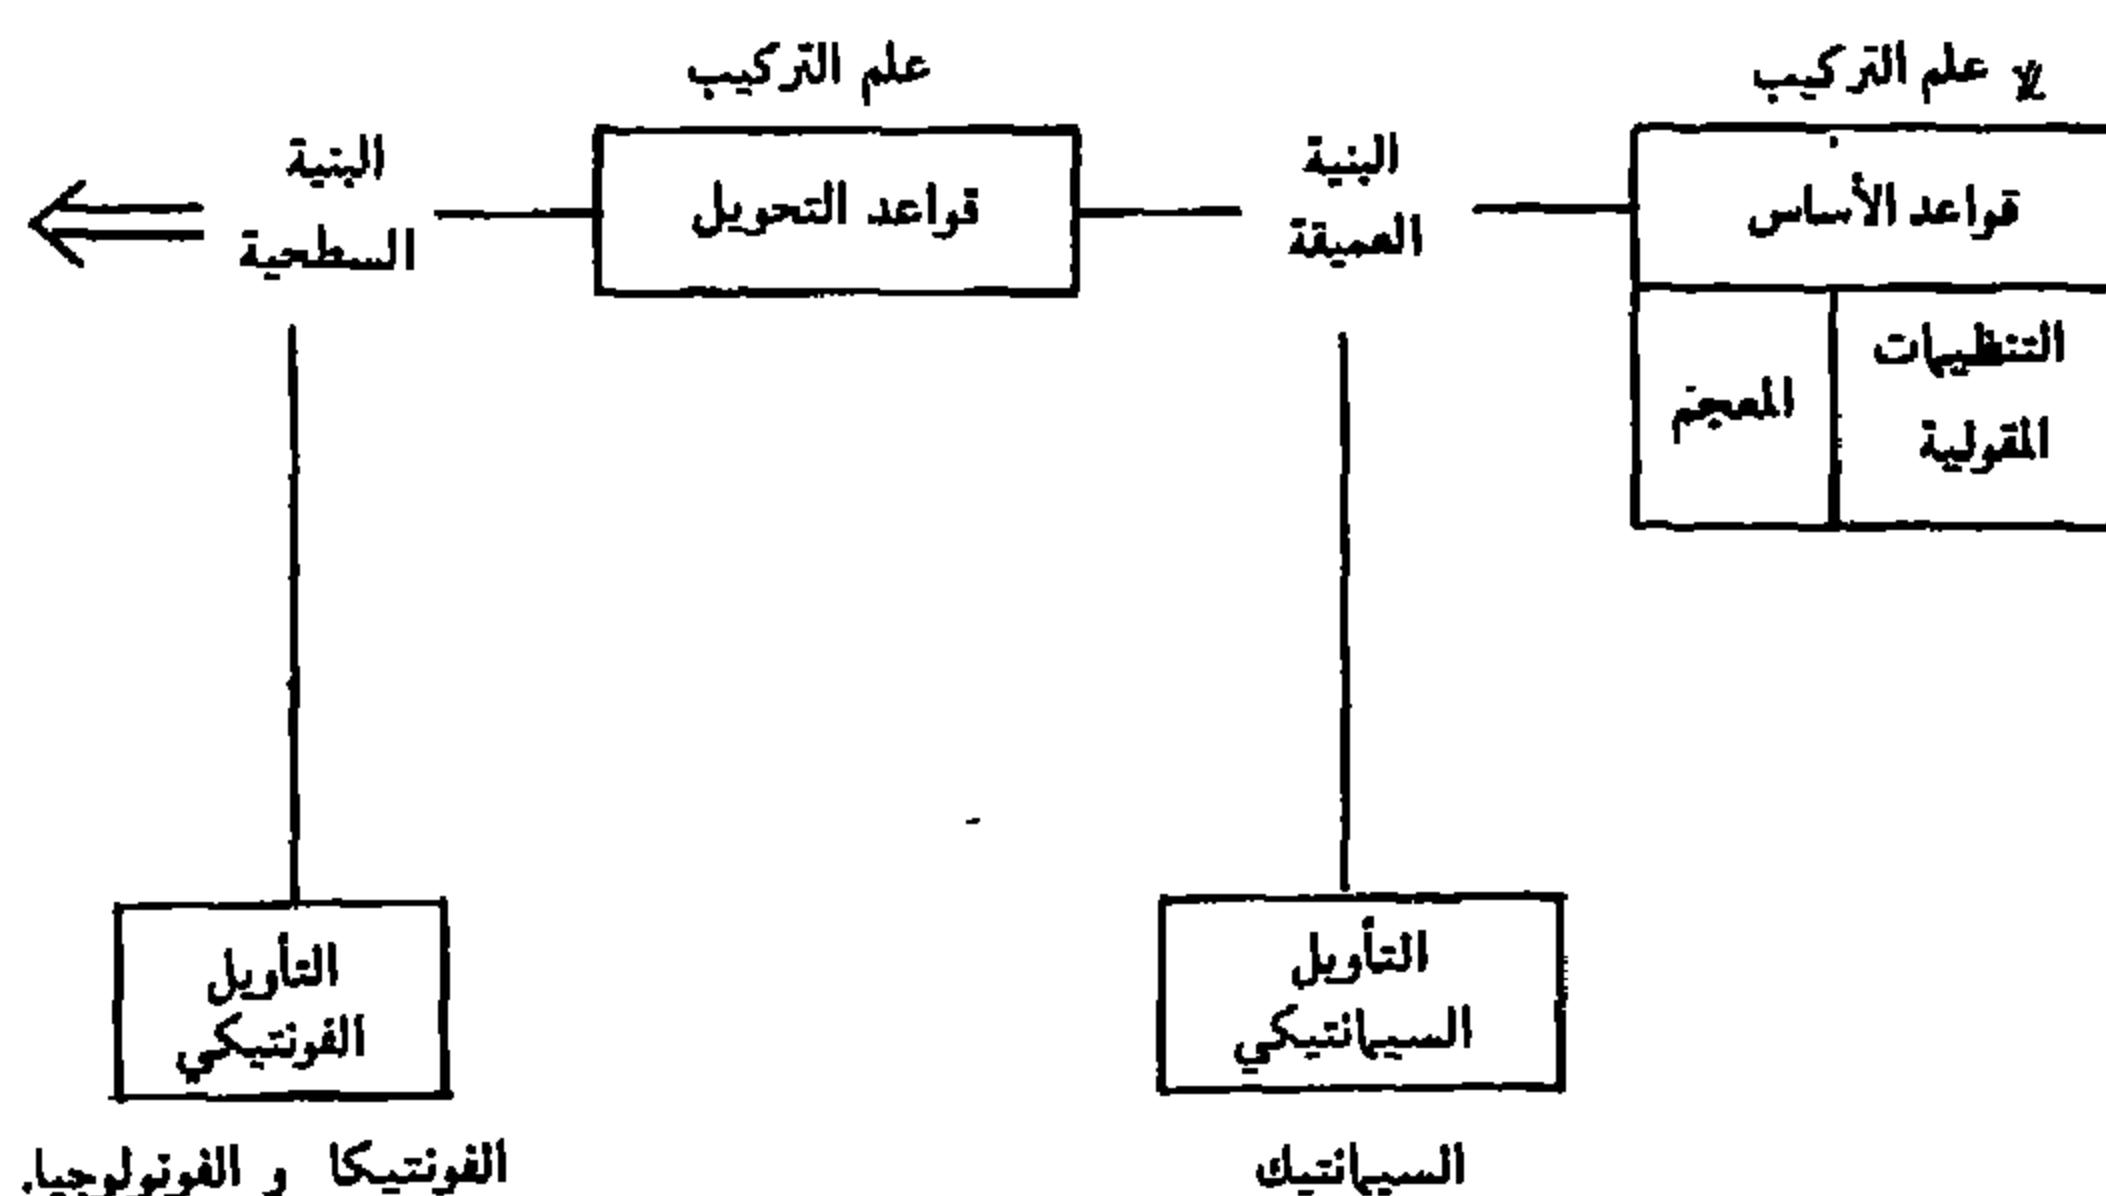 علم التركيب
قواعد الأساس
التنظيمات
المقولية
المعجم
البنية
العميقة
علم التركيب
قواعد التحويل
البنية
السطحية
التأويل
السيمانتيكي
السيمانتيك
التأويل
الفونتيكي
الفونتيكا و الفونولوجيا.